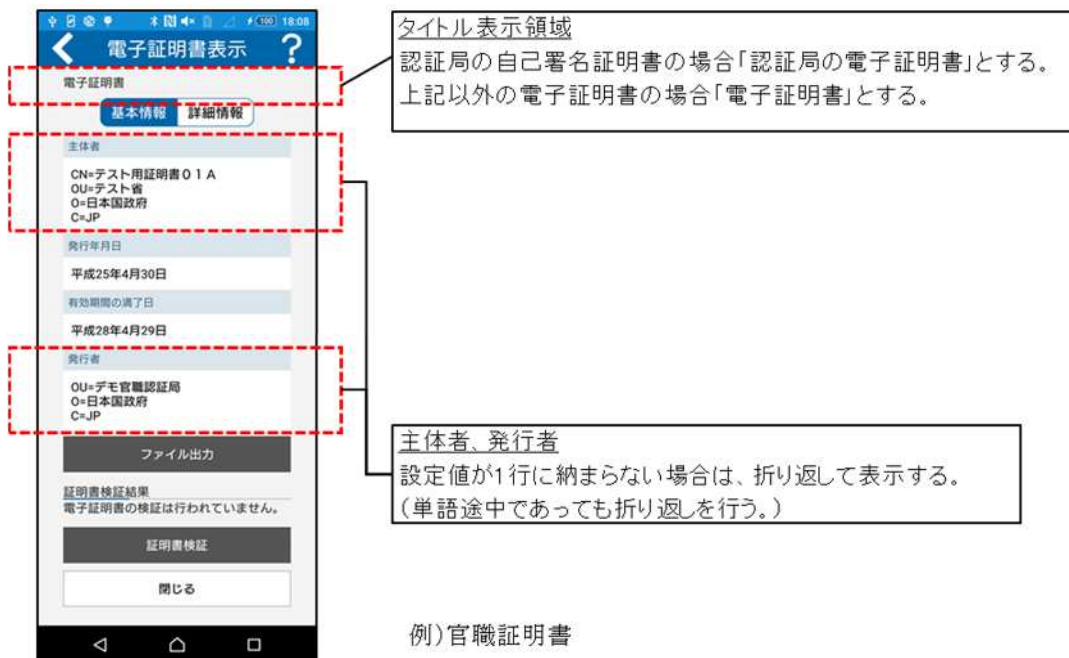 100 18:08
電子証明書表示 ?
電子証明書
基本情報 詳細情報
主体者
CN=テスト用証明書01A
OU=テスト省
O=日本国政府
C=JP
発行年月日
平成25年4月30日
有効期間の満了日
平成28年4月29日
発行者
OU=デモ官職認証局
O=日本国政府
C=JP
ファイル出力
証明書検証結果
電子証明書の検証は行われていません。
証明書検証
閉じる
タイトル表示領域
認証局の自己署名証明書の場合「認証局の電子証明書」とする。
上記以外の電子証明書の場合「電子証明書」とする。
主体者、発行者
設定値が1行に納まらない場合は、折り返して表示する。
(単語途中であっても折り返しを行う。)
例)官職証明書